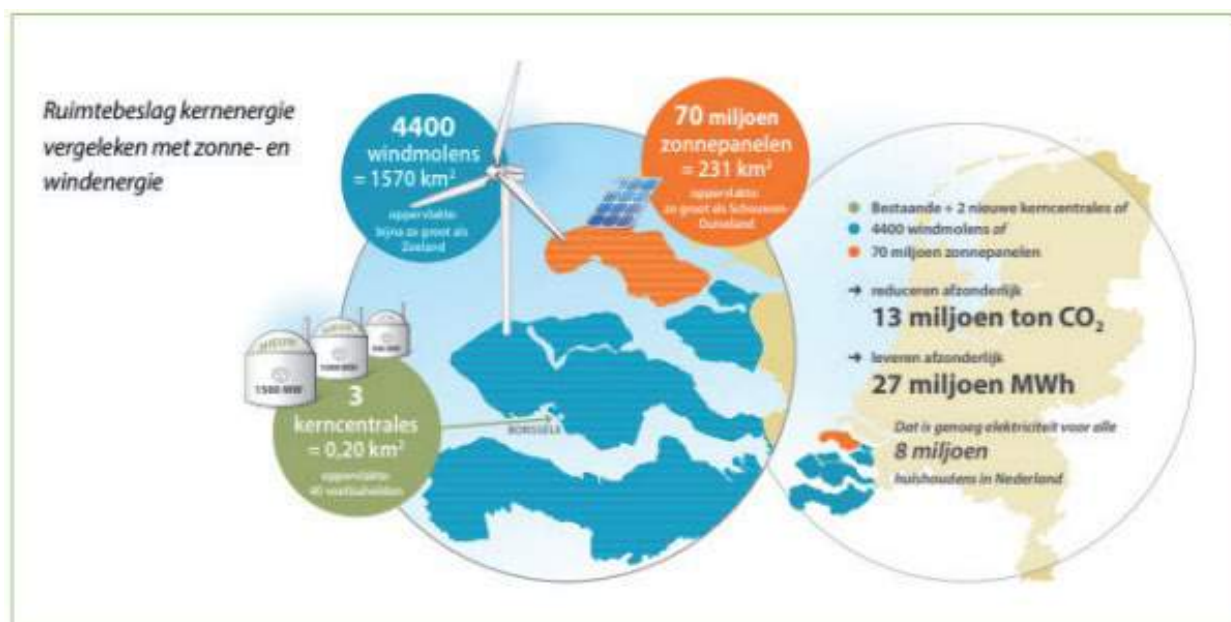 Ruimtebeslag kernenergie
vergeleken met zonne- en
windenergie
4400
windmolens
= 1570 km²
oppervlakte:
bijna zo groot als
Zeeland
70 miljoen
zonnepanelen
= 231 km²
oppervlakte:
zo groot als Schouwen-
Duiveland
NIEUW
1500 MW
3
kerncentrales
= 0,20 km²
oppervlakte:
40 voetbalvelden
BORSSELE
Bestaande + 2 nieuwe kerncentrales of
4400 windmolens of
70 miljoen zonnepanelen
→ reduceren afzonderlijk
13 miljoen ton CO₂
→ leveren afzonderlijk
27 miljoen MWh
Dat is genoeg elektriciteit voor alle
8 miljoen
huishoudens in Nederland